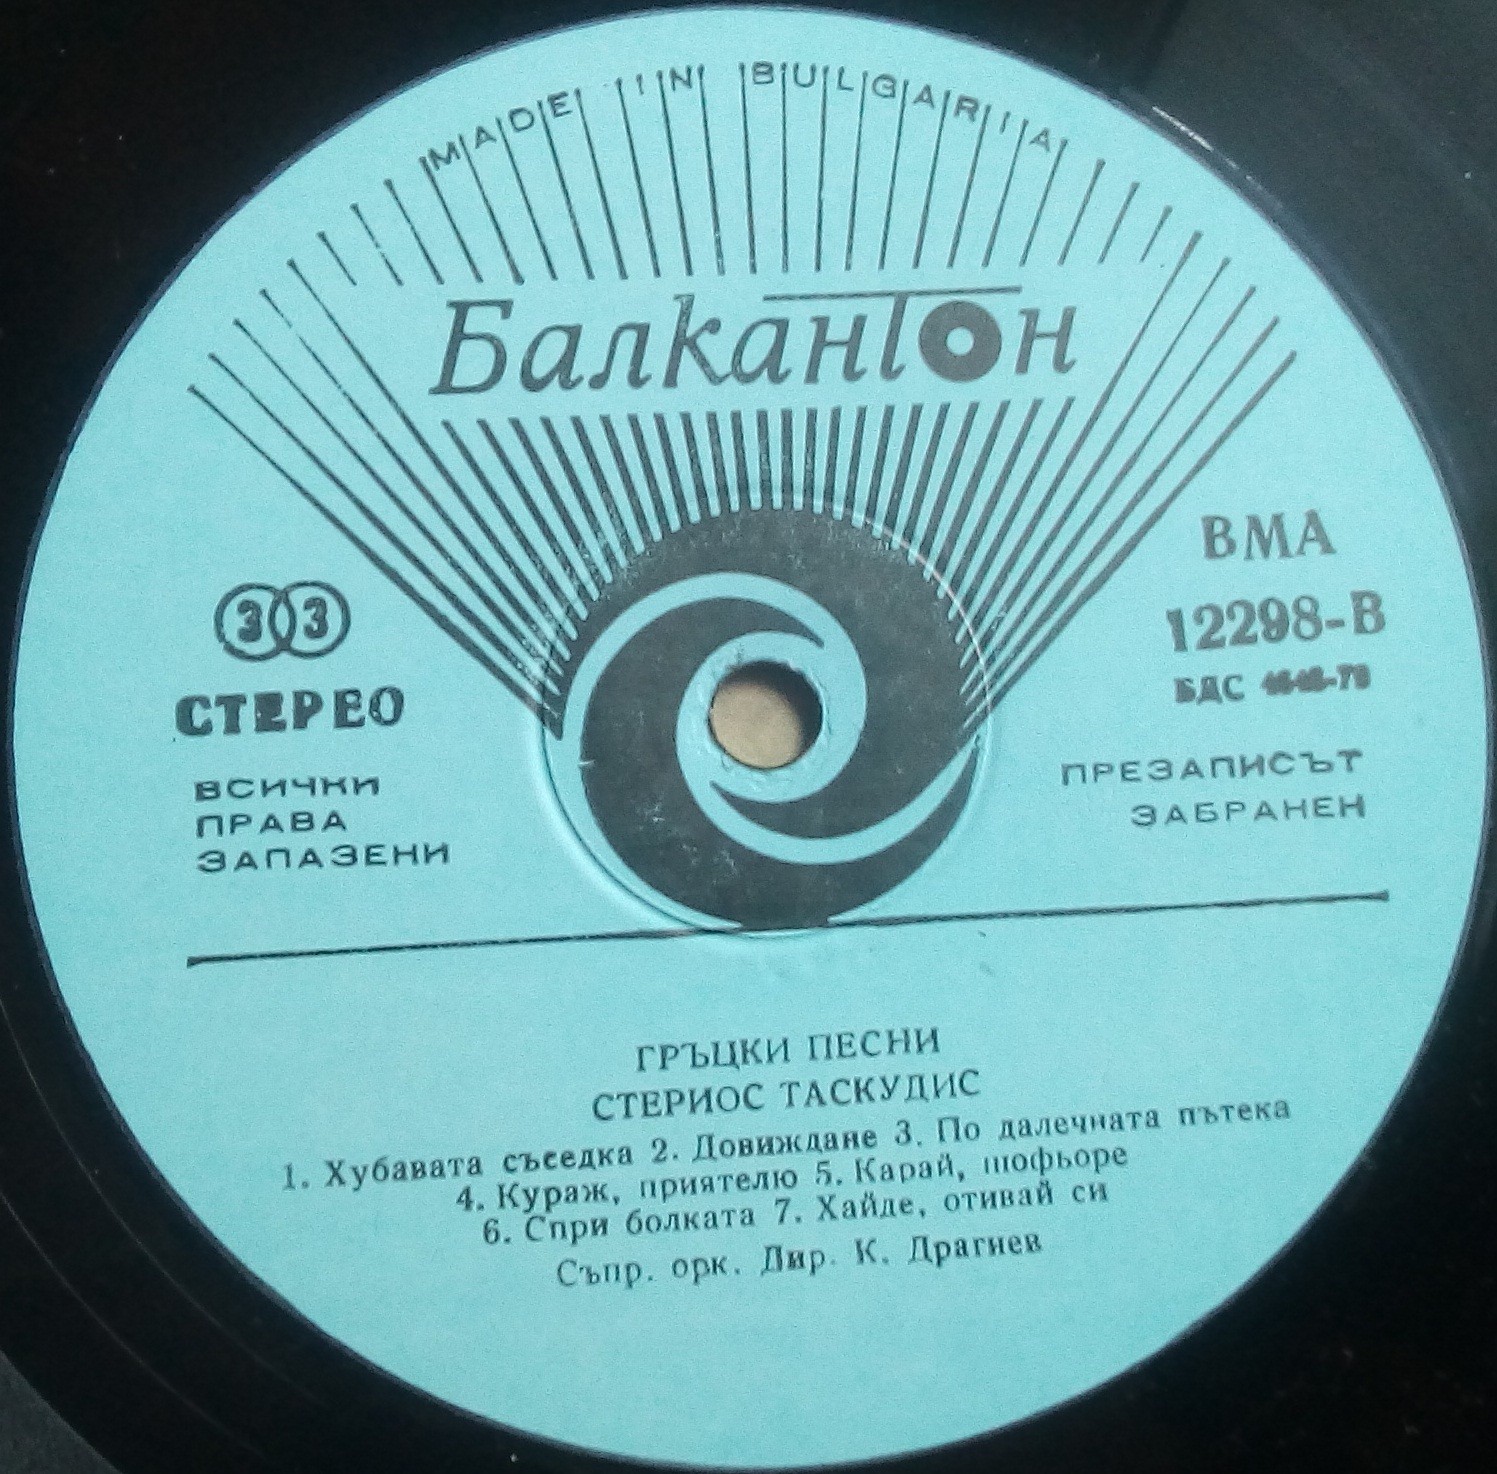 MADE IN BULGARIA
Балкантон
33
СТЕРЕО
ВСИЧКИ
ПРАВА
ЗАПАЗЕНИ
ВМА
12298-В
БДС
ПРЕЗАПИСЪТ
ЗАБРАНЕН
ГРЪЦКИ ПЕСНИ
СТЕРИОС ТАСКУДИС
1. Хубавата съседка 2. Довиждане 3. По далечната пътека
4. Кураж, приятелю 5. Карай, шофьоре
6. Спри болката 7. Хайде, отивай си
Съпр. орк. Дир. К. Драгнев